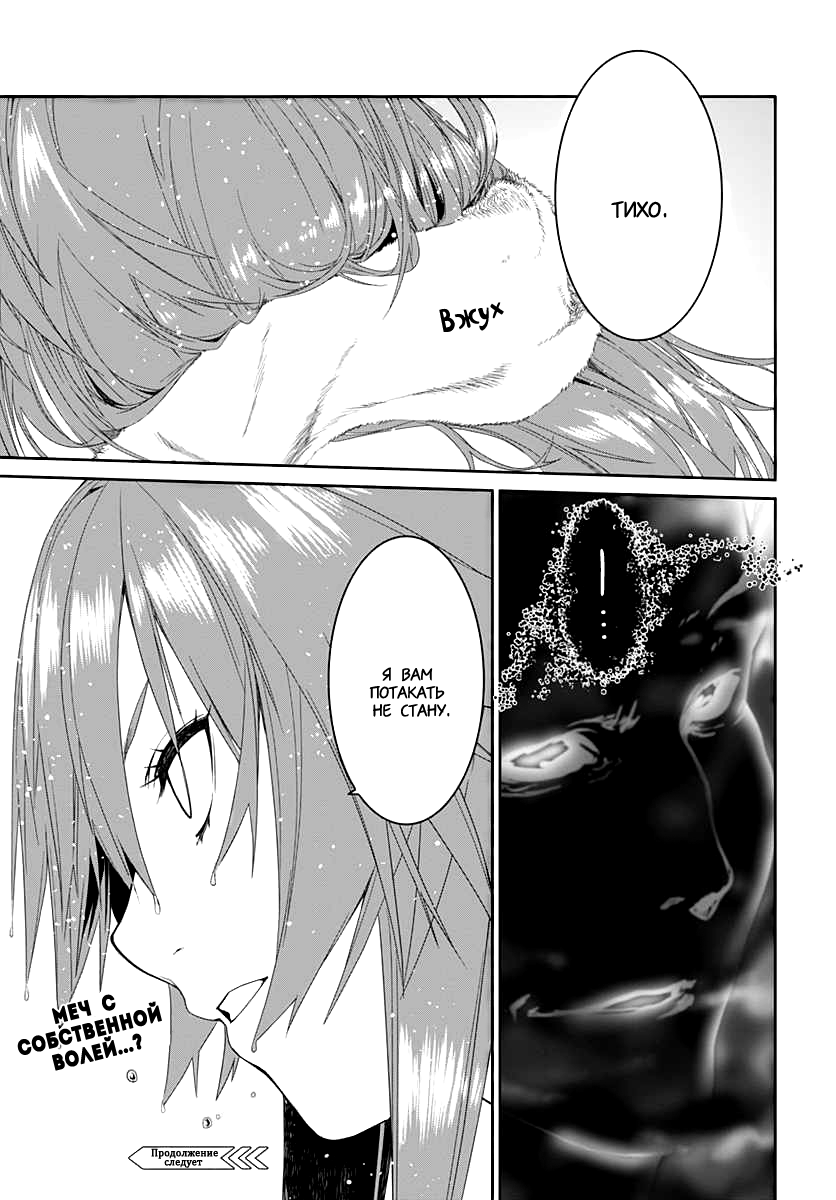 ТИХО.
Вжух
...
Я ВАМ
ПОТАКАТЬ
НЕ СТАНУ.
МЕЧ С
СОБСТВЕННОЙ
ВОЛЕЙ...?
Продолжение
следует